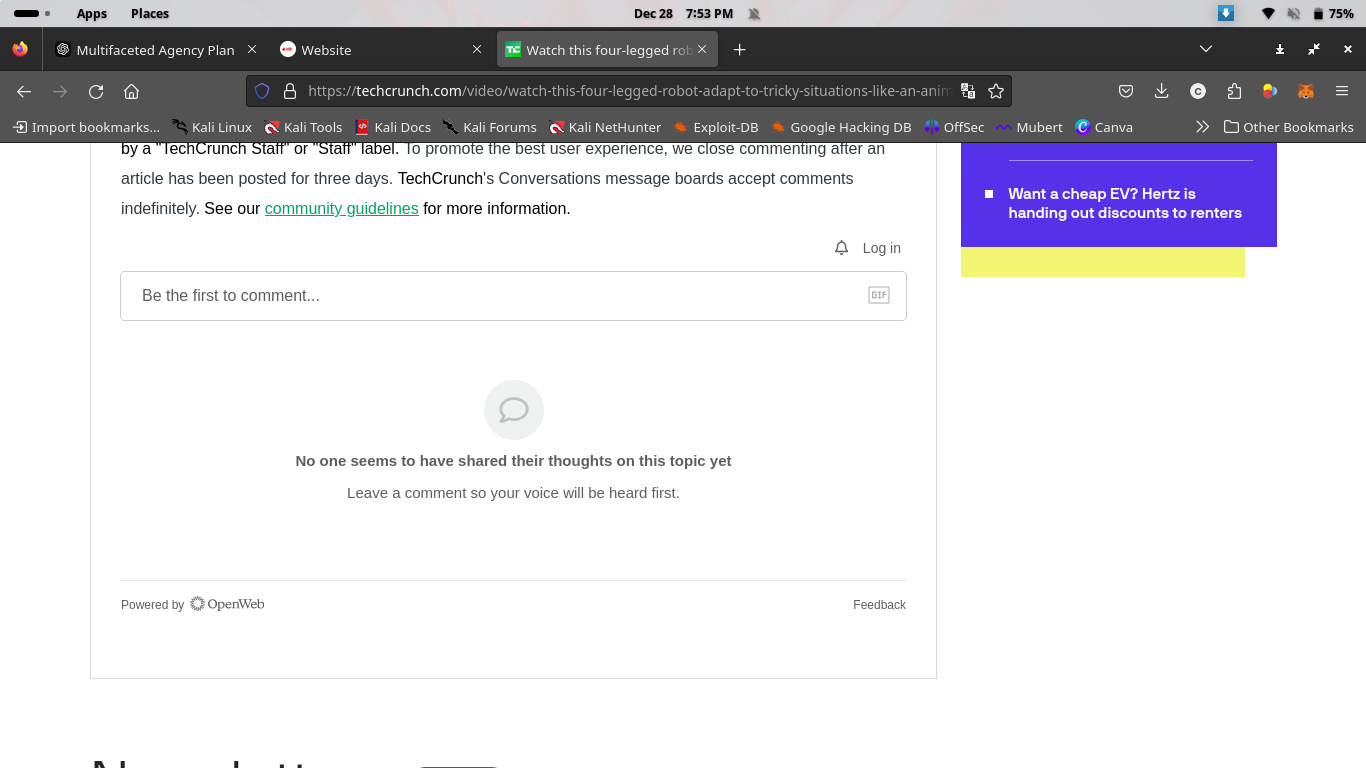 Apps Places Dec 28 7:53 PM 75%
Multifaceted Agency Plan Website Watch this four-legged rob
https://techcrunch.com/video/watch-this-four-legged-robot-adapt-to-tricky-situations-like-an-anim
Import bookmarks... Kali Linux Kali Tools Kali Docs Kali Forums Kali NetHunter Exploit-DB Google Hacking DB OffSec Mubert Canva Other Bookmarks
by a "TechCrunch Staff" or "Staff" label. To promote the best user experience, we close commenting after an
article has been posted for three days. TechCrunch's Conversations message boards accept comments
indefinitely. See our community guidelines for more information.
Log in
Be the first to comment...
GIF
No one seems to have shared their thoughts on this topic yet
Leave a comment so your voice will be heard first.
Powered by OpenWeb
Feedback
Want a cheap EV? Hertz is
handing out discounts to renters